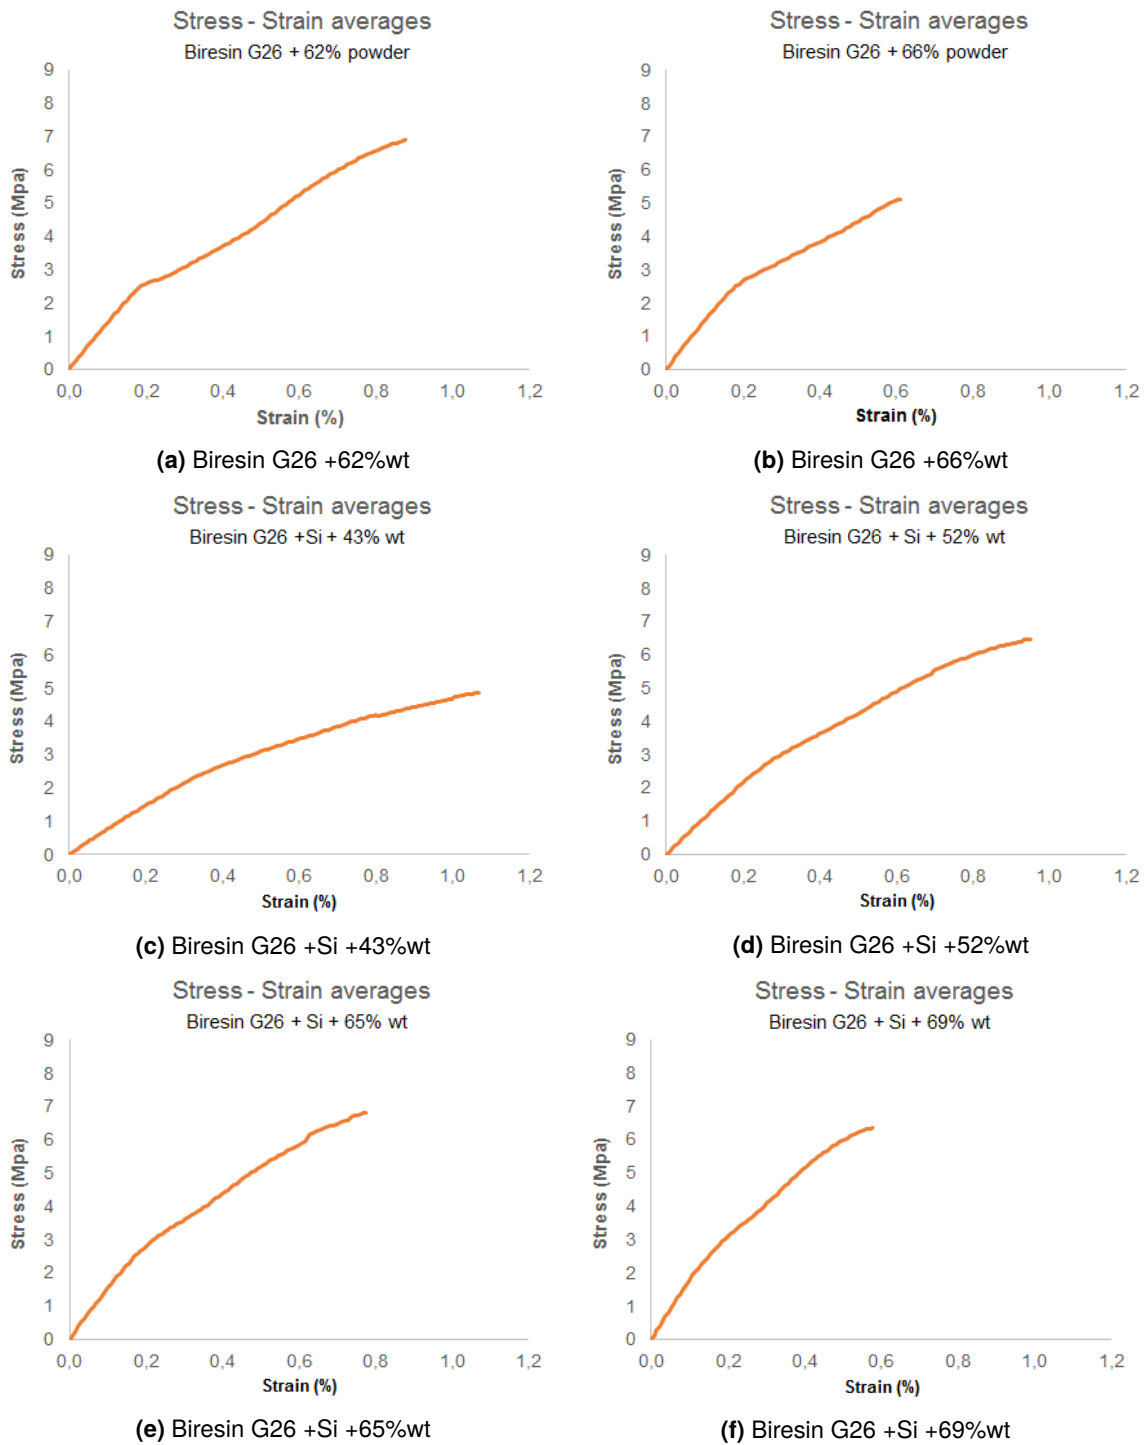 Stress - Strain averages
Biresin G26 + 62% powder
9
8
7
6
5
4
3
2
1
0
Stress (Mpa)
0,0 0,2 0,4 0,6 0,8 1,0 1,2
Strain (%)
(a) Biresin G26 +62%wt
Stress - Strain averages
Biresin G26 + 66% powder
9
8
7
6
5
4
3
2
1
0
Stress (Mpa)
0,0 0,2 0,4 0,6 0,8 1,0 1,2
Strain (%)
(b) Biresin G26 +66%wt
Stress - Strain averages
Biresin G26 +Si + 43% wt
9
8
7
6
5
4
3
2
1
0
Stress (Mpa)
0,0 0,2 0,4 0,6 0,8 1,0 1,2
Strain (%)
(c) Biresin G26 +Si +43%wt
Stress - Strain averages
Biresin G26 + Si + 52% wt
9
8
7
6
5
4
3
2
1
0
Stress (Mpa)
0,0 0,2 0,4 0,6 0,8 1,0 1,2
Strain (%)
(d) Biresin G26 +Si +52%wt
Stress - Strain averages
Biresin G26 + Si + 65% wt
9
8
7
6
5
4
3
2
1
0
Stress (Mpa)
0,0 0,2 0,4 0,6 0,8 1,0 1,2
Strain (%)
(e) Biresin G26 +Si +65%wt
Stress - Strain averages
Biresin G26 + Si + 69% wt
9
8
7
6
5
4
3
2
1
0
Stress (Mpa)
0,0 0,2 0,4 0,6 0,8 1,0 1,2
Strain (%)
(f) Biresin G26 +Si +69%wt